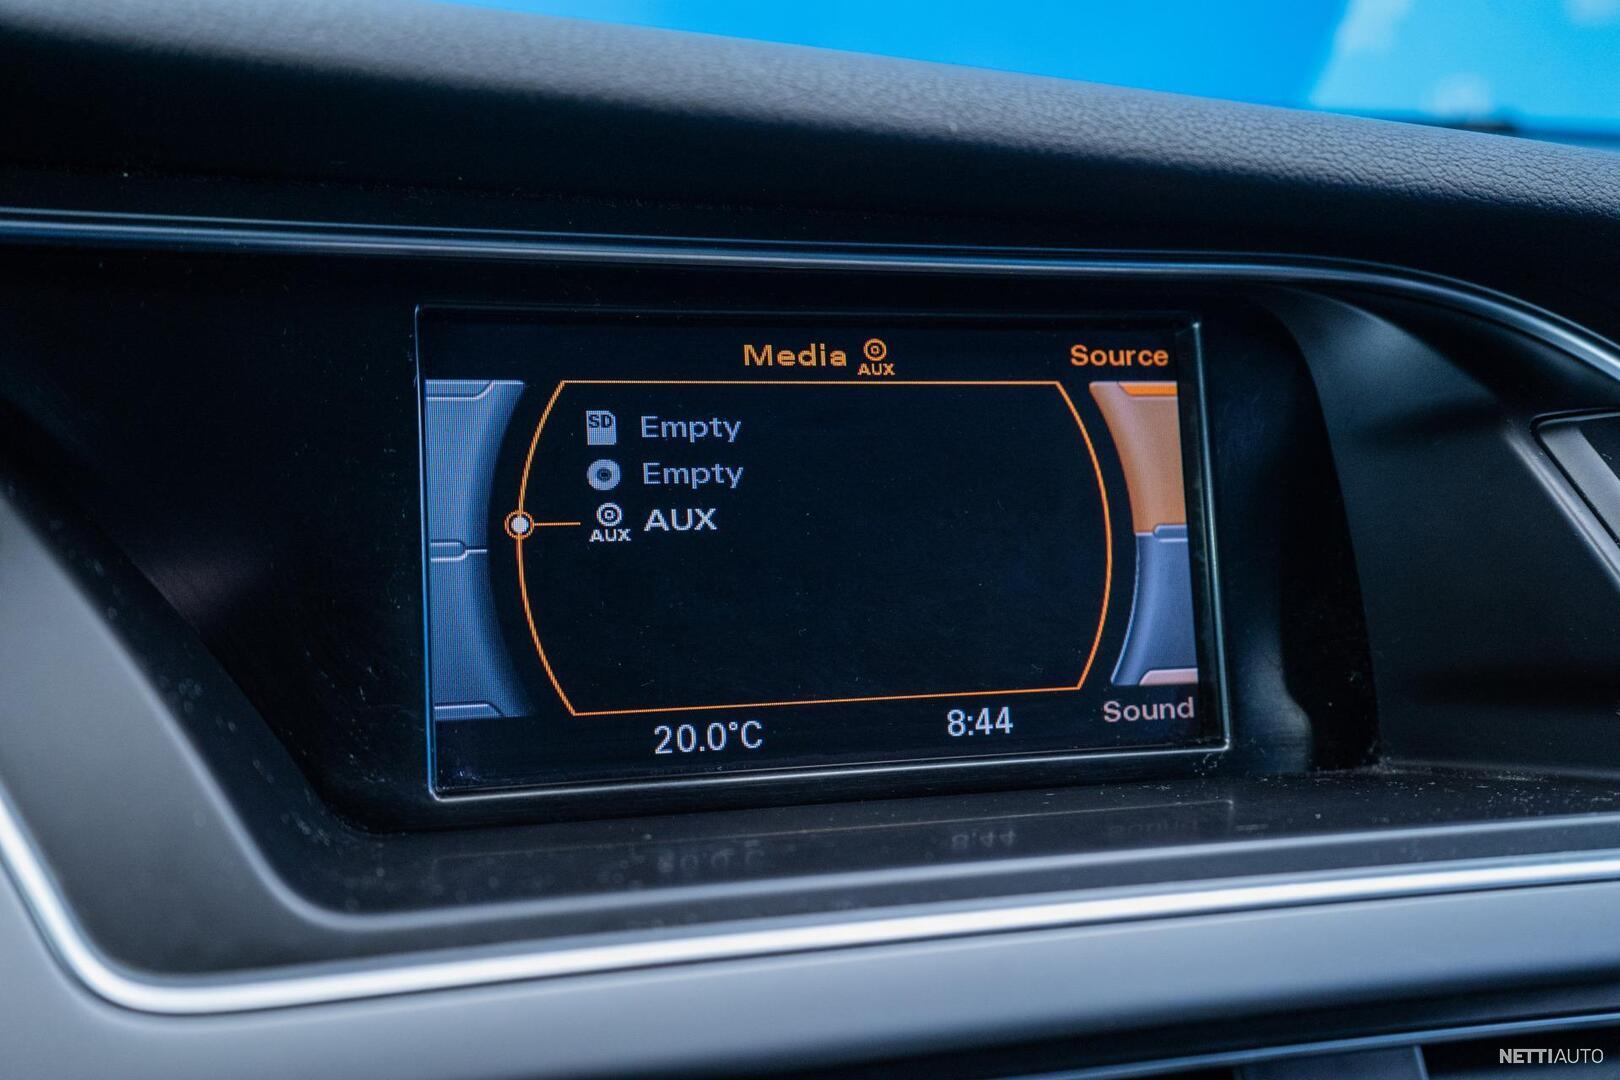 Media AUX Source
SD Empty
Empty
AUX AUX
20.0°C 8:44 Sound
NETTIAUTO